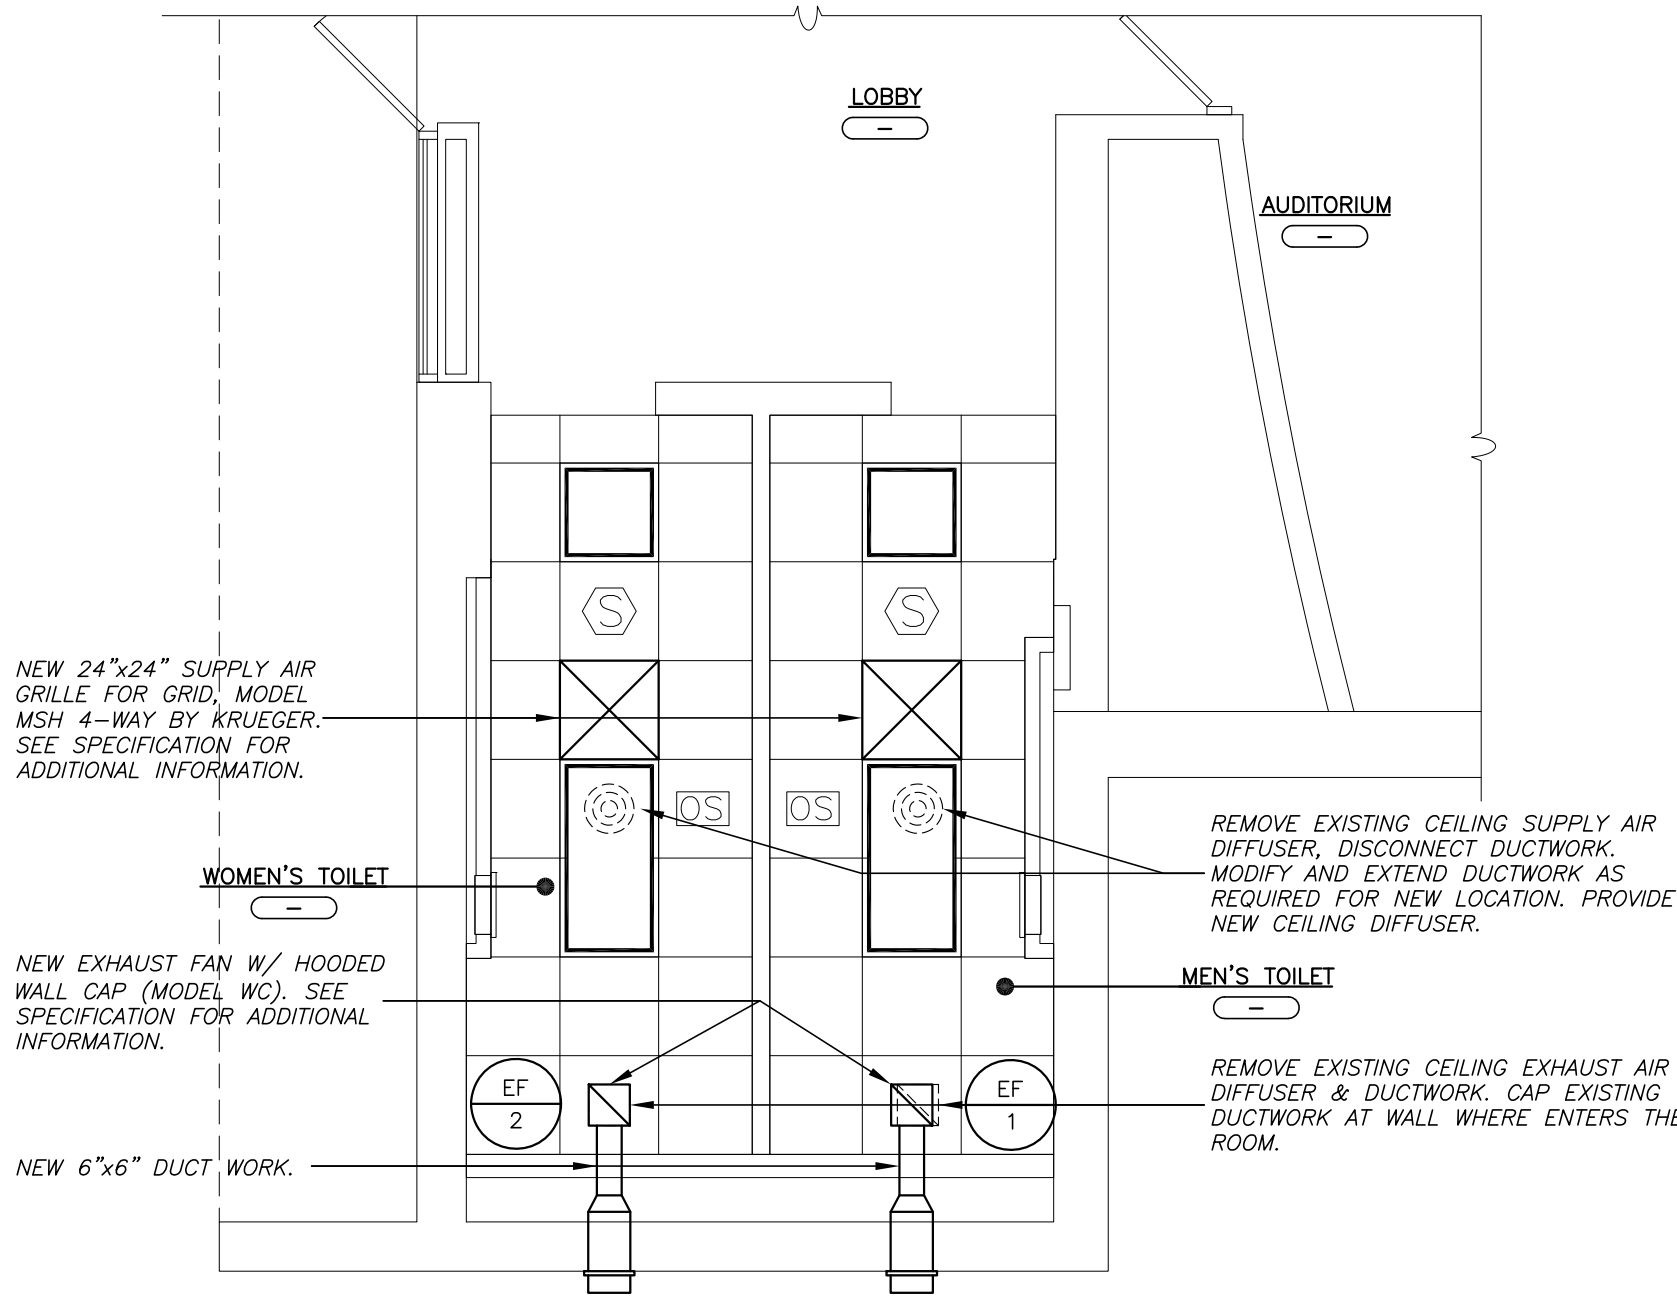 LOBBY
-
AUDITORIUM
-
S
S
NEW 24”x24” SUPPLY AIR
GRILLE FOR GRID, MODEL
MSH 4-WAY BY KRUEGER.
SEE SPECIFICATION FOR
ADDITIONAL INFORMATION.
OS
OS
REMOVE EXISTING CEILING SUPPLY AIR
DIFFUSER, DISCONNECT DUCTWORK.
MODIFY AND EXTEND DUCTWORK AS
REQUIRED FOR NEW LOCATION. PROVIDE
NEW CEILING DIFFUSER.
WOMEN'S TOILET
-
NEW EXHAUST FAN W/ HOODED
WALL CAP (MODEL WC). SEE
SPECIFICATION FOR ADDITIONAL
INFORMATION.
MEN'S TOILET
-
EF
2
EF
1
REMOVE EXISTING CEILING EXHAUST AIR
DIFFUSER & DUCTWORK. CAP EXISTING
DUCTWORK AT WALL WHERE ENTERS THE
ROOM.
NEW 6”x6” DUCT WORK.